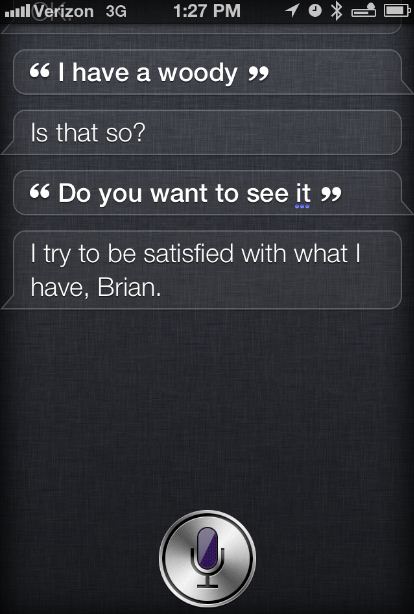 Verizon 3G 1:27 PM
“ I have a woody ”
Is that so?
“ Do you want to see it ”
I try to be satisfied with what I
have, Brian.